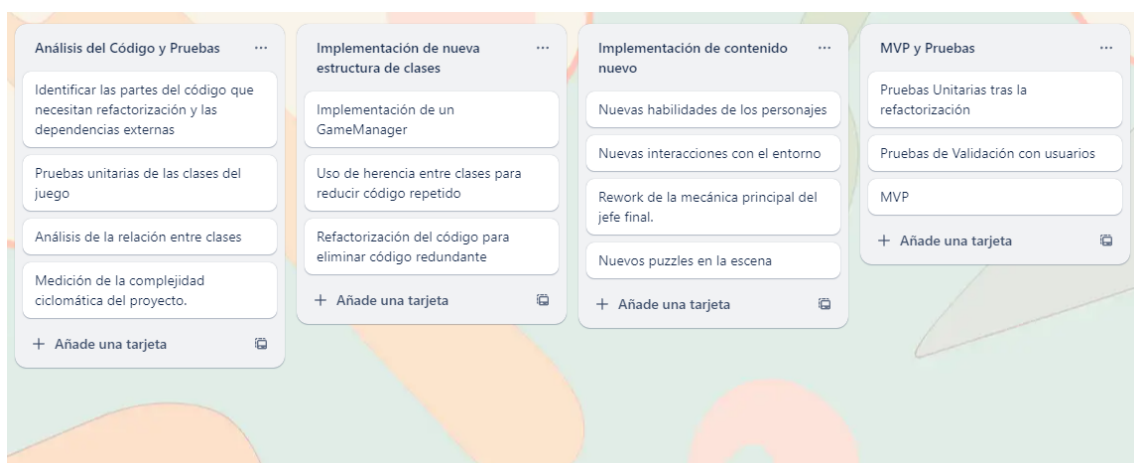 Análisis del Código y Pruebas
Identificar las partes del código que
necesitan refactorización y las
dependencias externas
Pruebas unitarias de las clases del
juego
Análisis de la relación entre clases
Medición de la complejidad
ciclomática del proyecto.
+ Añade una tarjeta
Implementación de nueva
estructura de clases
Implementación de un
GameManager
Uso de herencia entre clases para
reducir código repetido
Refactorización del código para
eliminar código redundante
+ Añade una tarjeta
Implementación de contenido
nuevo
Nuevas habilidades de los personajes
Nuevas interacciones con el entorno
Rework de la mecánica principal del
jefe final.
Nuevos puzzles en la escena
+ Añade una tarjeta
MVP y Pruebas
Pruebas Unitarias tras la
refactorización
Pruebas de Validación con usuarios
MVP
+ Añade una tarjeta